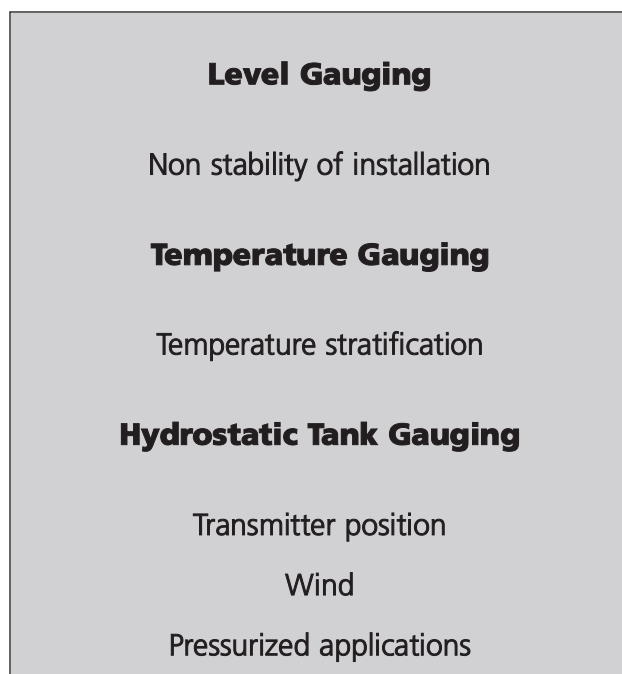 Level Gauging
Non stability of installation
Temperature Gauging
Temperature stratification
Hydrostatic Tank Gauging
Transmitter position
Wind
Pressurized applications